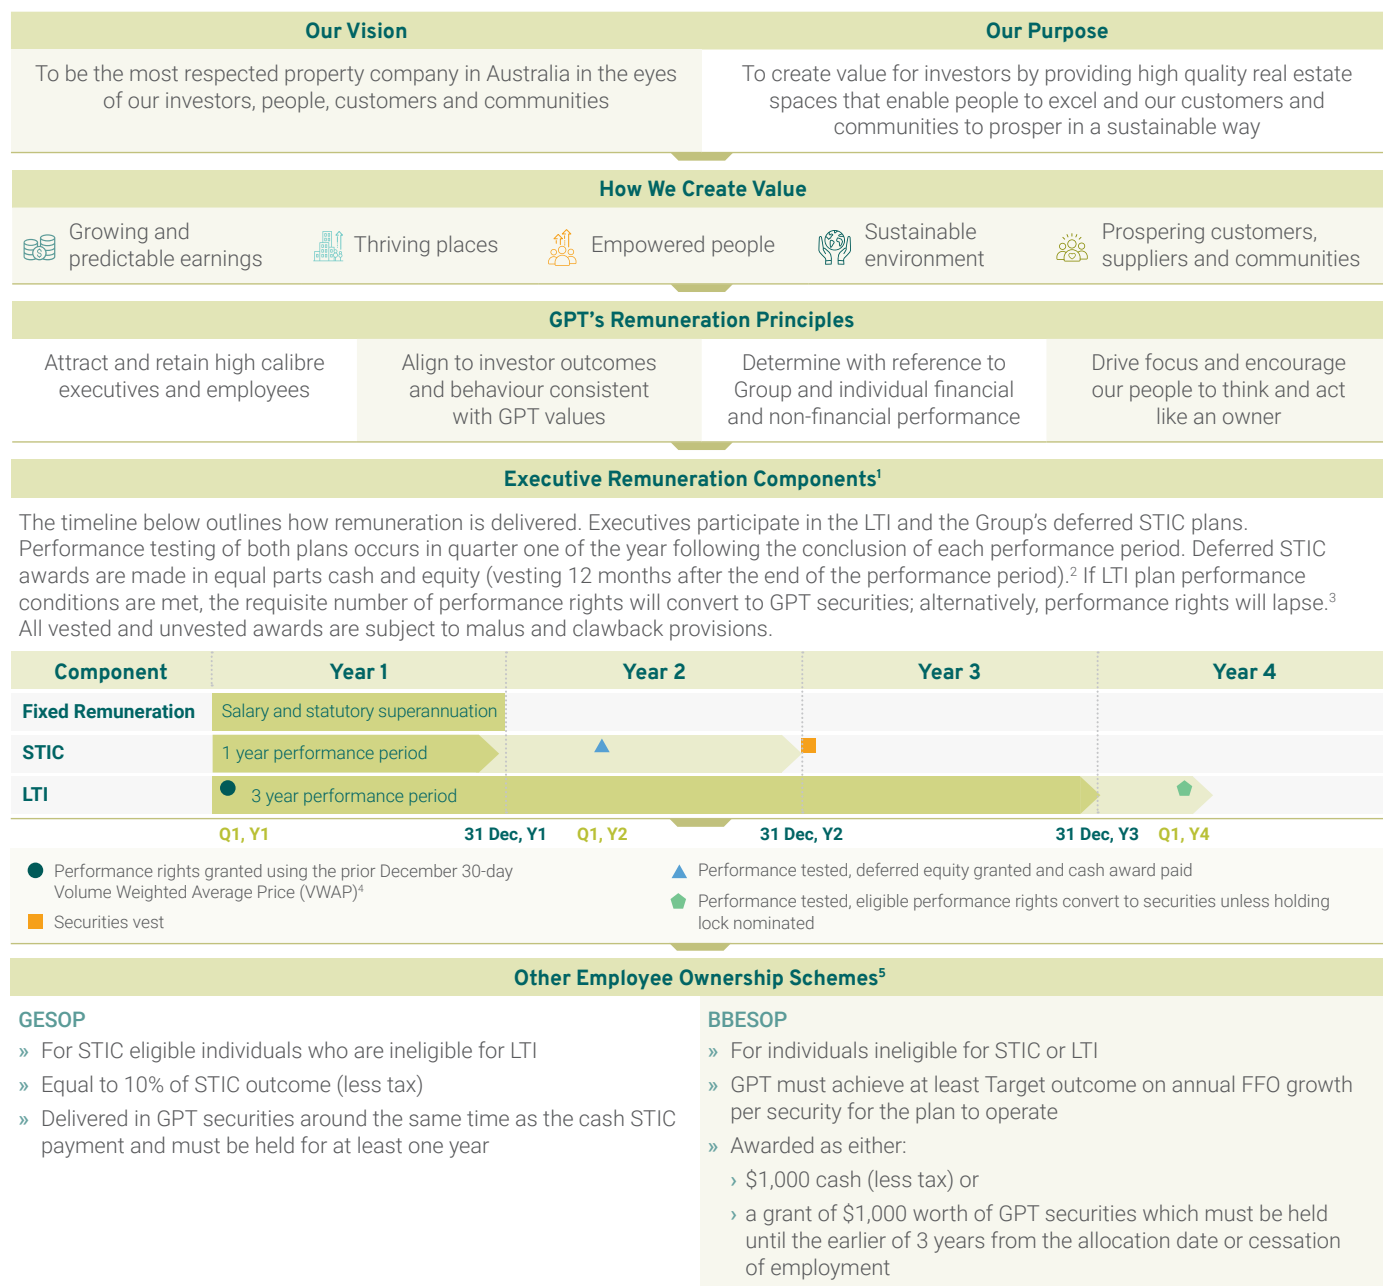 Our Vision
To be the most respected property company in Australia in the eyes
of our investors, people, customers and communities
Our Purpose
To create value for investors by providing high quality real estate
spaces that enable people to excel and our customers and
communities to prosper in a sustainable way
How We Create Value
Growing and
predictable earnings
Thriving places
Empowered people
Sustainable
environment
Prospering customers,
suppliers and communities
GPT's Remuneration Principles
Attract and retain high calibre
executives and employees
Align to investor outcomes
and behaviour consistent
with GPT values
Determine with reference to
Group and individual financial
and non-financial performance
Drive focus and encourage
our people to think and act
like an owner
Executive Remuneration Components¹
The timeline below outlines how remuneration is delivered. Executives participate in the LTI and the Group's deferred STIC plans.
Performance testing of both plans occurs in quarter one of the year following the conclusion of each performance period. Deferred STIC
awards are made in equal parts cash and equity (vesting 12 months after the end of the performance period).² If LTI plan performance
conditions are met, the requisite number of performance rights will convert to GPT securities; alternatively, performance rights will lapse.³
All vested and unvested awards are subject to malus and clawback provisions.
Component Year 1 Year 2 Year 3 Year 4
Fixed Remuneration Salary and statutory superannuation
STIC 1 year performance period
LTI 3 year performance period
Q1, Y1 31 Dec, Y1 Q1, Y2 31 Dec, Y2 31 Dec, Y3 Q1, Y4
Performance rights granted using the prior December 30-day
Volume Weighted Average Price (VWAP)⁴
Securities vest
Performance tested, deferred equity granted and cash award paid
Performance tested, eligible performance rights convert to securities unless holding
lock nominated
Other Employee Ownership Schemes⁵
GESOP
» For STIC eligible individuals who are ineligible for LTI
» Equal to 10% of STIC outcome (less tax)
» Delivered in GPT securities around the same time as the cash STIC
payment and must be held for at least one year
BBESOP
» For individuals ineligible for STIC or LTI
» GPT must achieve at least Target outcome on annual FFO growth
per security for the plan to operate
» Awarded as either:
› $1,000 cash (less tax) or
› a grant of $1,000 worth of GPT securities which must be held
until the earlier of 3 years from the allocation date or cessation
of employment